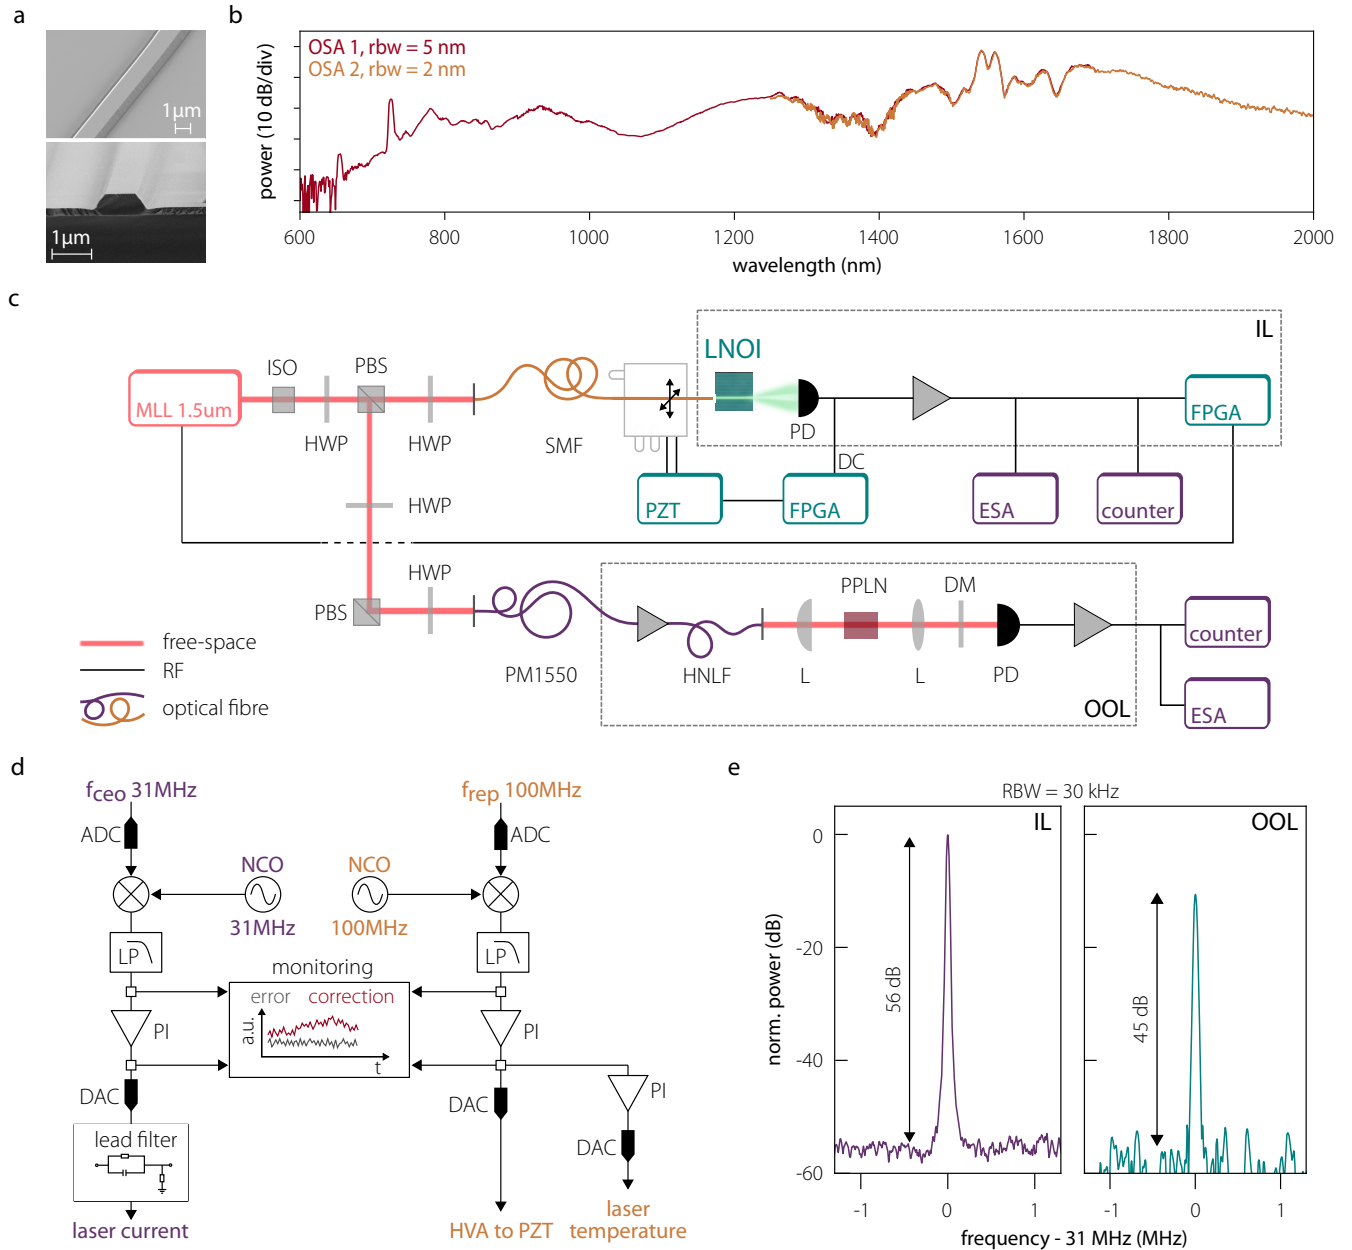 a
1μm
1μm
b
OSA 1, rbw = 5 nm
OSA 2, rbw = 2 nm
power (10 dB/div)
600 800 1000 1200 1400 1600 1800 2000
wavelength (nm)
c
IL
LNOI
ISO
PBS
MLL 1.5um
FPGA
HWP
HWP
SMF
PD
DC
HWP
PZT
FPGA
ESA
counter
HWP
PBS
PPLN
DM
counter
free-space
RF
optical fibre
PM1550
HNLF
L
L
PD
OOL
ESA
d
fceo 31MHz
frep 100MHz
ADC
ADC
NCO
NCO
31MHz
100MHz
LP
LP
monitoring
error correction
a.u.
t
PI
PI
PI
DAC
DAC
DAC
lead filter
laser current
HVA to PZT
laser
temperature
e
RBW = 30 kHz
IL
OOL
0
-20
-40
-60
norm. power (dB)
56 dB
45 dB
-1 0 1
-1 0 1
frequency - 31 MHz (MHz)